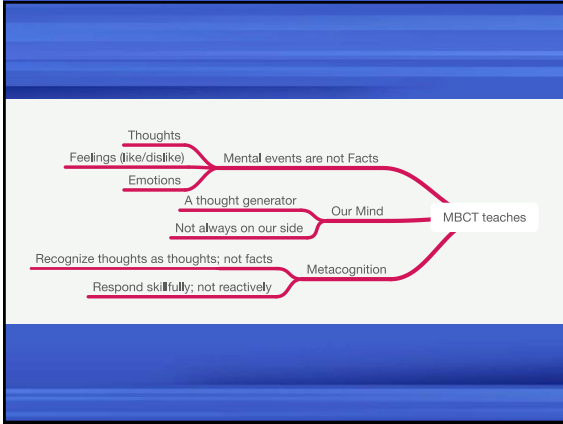 Thoughts
Feelings (like/dislike)
Emotions
Mental events are not Facts
A thought generator
Not always on our side
Our Mind
MBCT teaches
Recognize thoughts as thoughts; not facts
Respond skillfully; not reactively
Metacognition